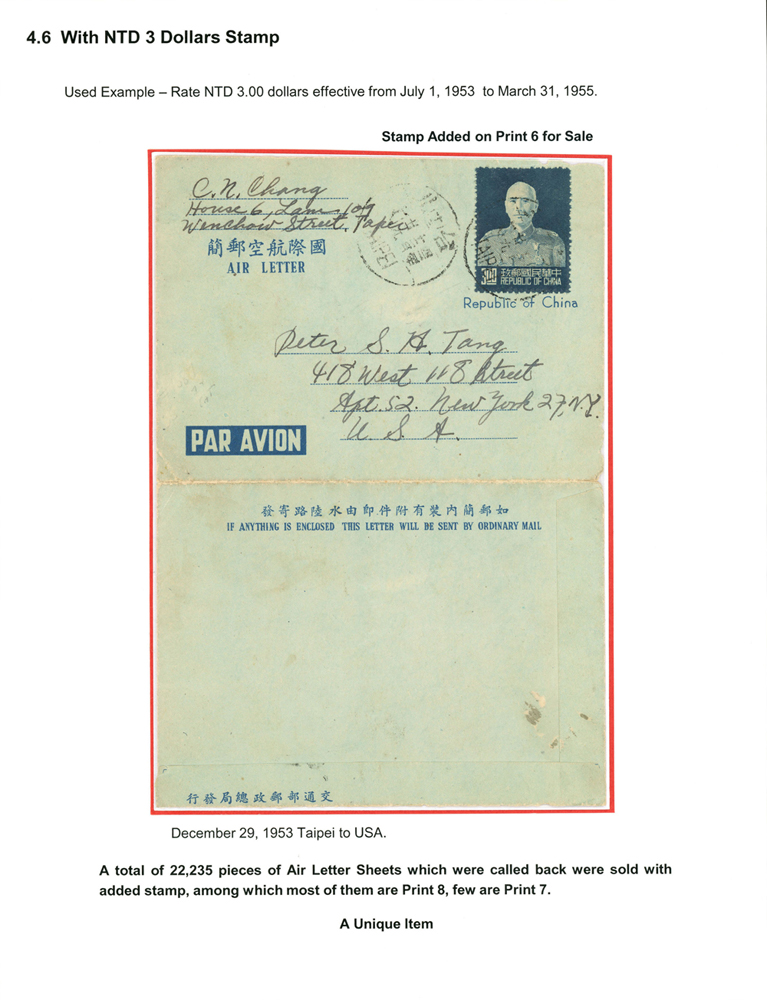 4.6 With NTD 3 Dollars Stamp
Used Example – Rate NTD 3.00 dollars effective from July 1, 1953 to March 31, 1955.
Stamp Added on Print 6 for Sale
C. N. Chang
House 6, Lane 109
Wenchow Street, Taipei
簡郵空航際國
AIR LETTER
3.00
政郵國民華中
REPUBLIC OF CHINA
Republic of China
Peter S. H. Tang
418 West 118 Street
Apt. 52. New York 27, N.Y.
U. S. A.
PAR AVION
發寄路陸水由即件附有裝內簡郵如
IF ANYTHING IS ENCLOSED THIS LETTER WILL BE SENT BY ORDINARY MAIL
行發局總政郵部通交
December 29, 1953 Taipei to USA.
A total of 22,235 pieces of Air Letter Sheets which were called back were sold with
added stamp, among which most of them are Print 8, few are Print 7.
A Unique Item